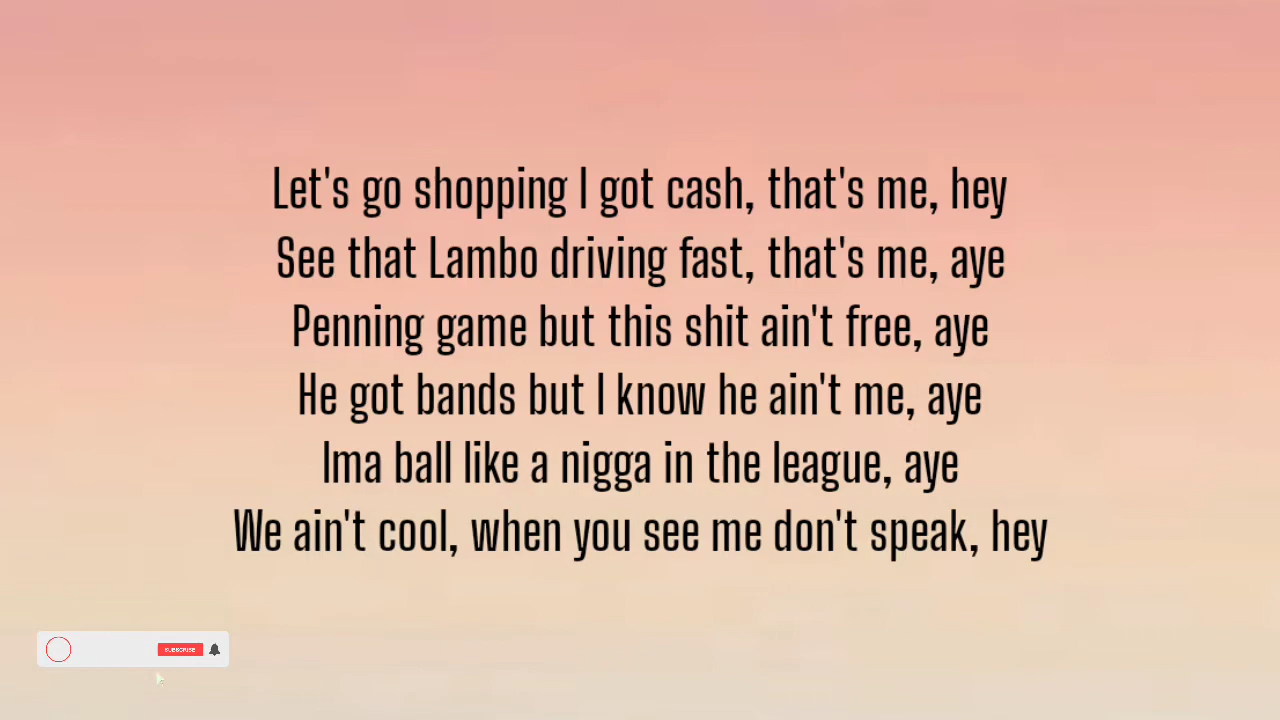 Let's go shopping I got cash, that's me, hey
See that Lambo driving fast, that's me, aye
Penning game but this shit ain't free, aye
He got bands but I know he ain't me, aye
Ima ball like a nigga in the league, aye
We ain't cool, when you see me don't speak, hey
SUBSCRIBE